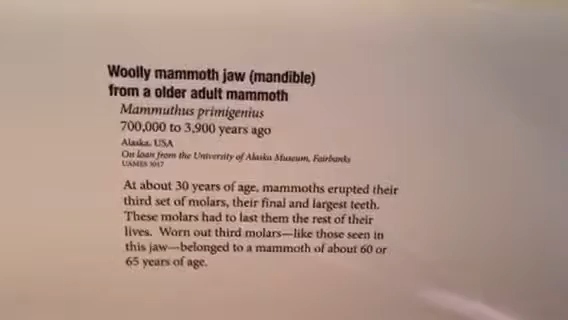 Woolly mammoth jaw (mandible)
from a older adult mammoth
Mammuthus primigenius
700,000 to 3,900 years ago
Alaska, USA
On loan from the University of Alaska Museum, Fairbanks
UAMES 3017
At about 30 years of age, mammoths erupted their
third set of molars, their final and largest teeth.
These molars had to last them the rest of their
lives. Worn out third molars—like those seen in
this jaw—belonged to a mammoth of about 60 or
65 years of age.